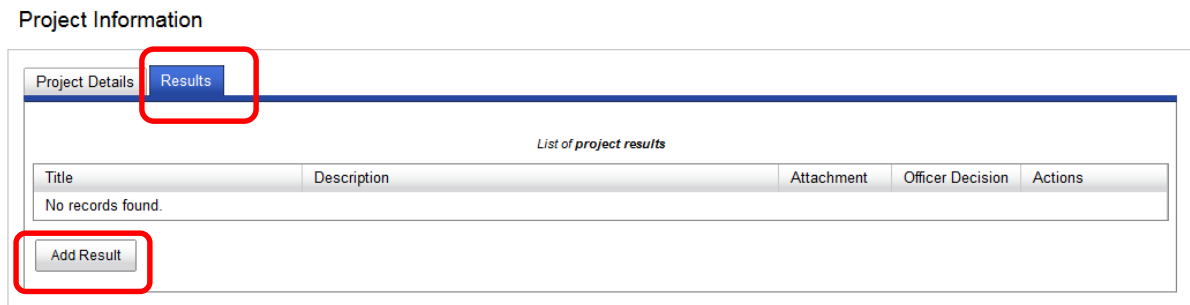 Project Information
Project Details Results
List of project results
Title Description Attachment Officer Decision Actions
No records found.
Add Result